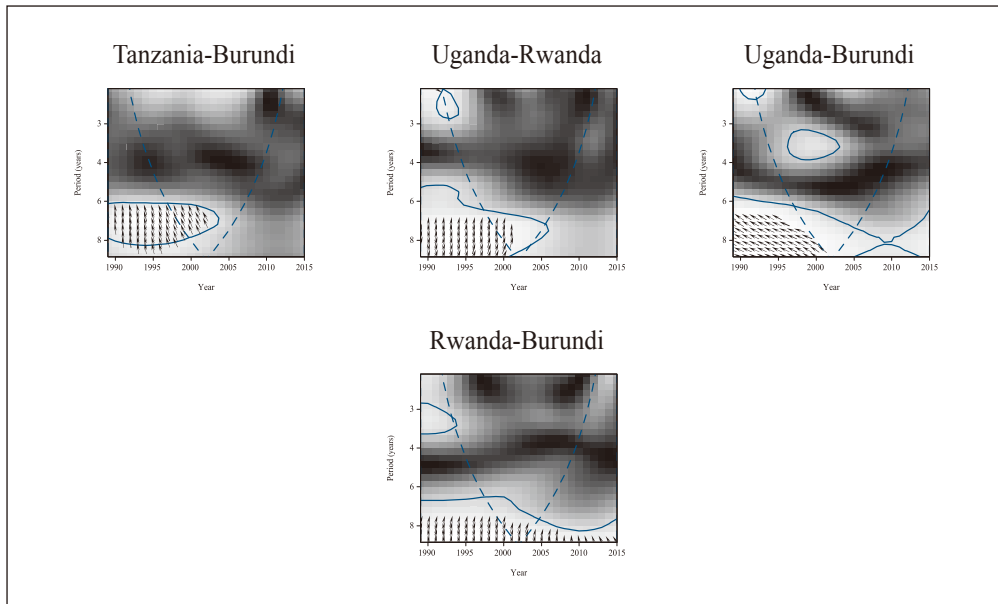 Tanzania-Burundi
Uganda-Rwanda
Uganda-Burundi
Period (years)
3
4
6
8
1989 1995 2000 2005 2010 2015
Year
Period (years)
3
4
6
8
1990 1995 2000 2006 2010 2015
Year
Period (years)
3
4
6
8
1990 1995 2000 2005 2010 2015
Year
Rwanda-Burundi
Period (years)
3
4
6
8
1990 1995 2000 2005 2010 2015
Year